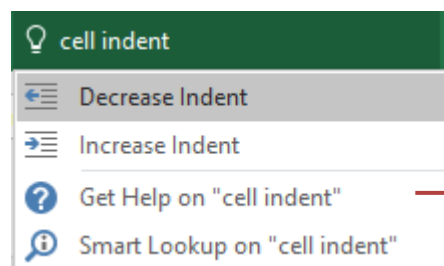 cell indent
Decrease Indent
Increase Indent
Get Help on "cell indent"
Smart Lookup on "cell indent"